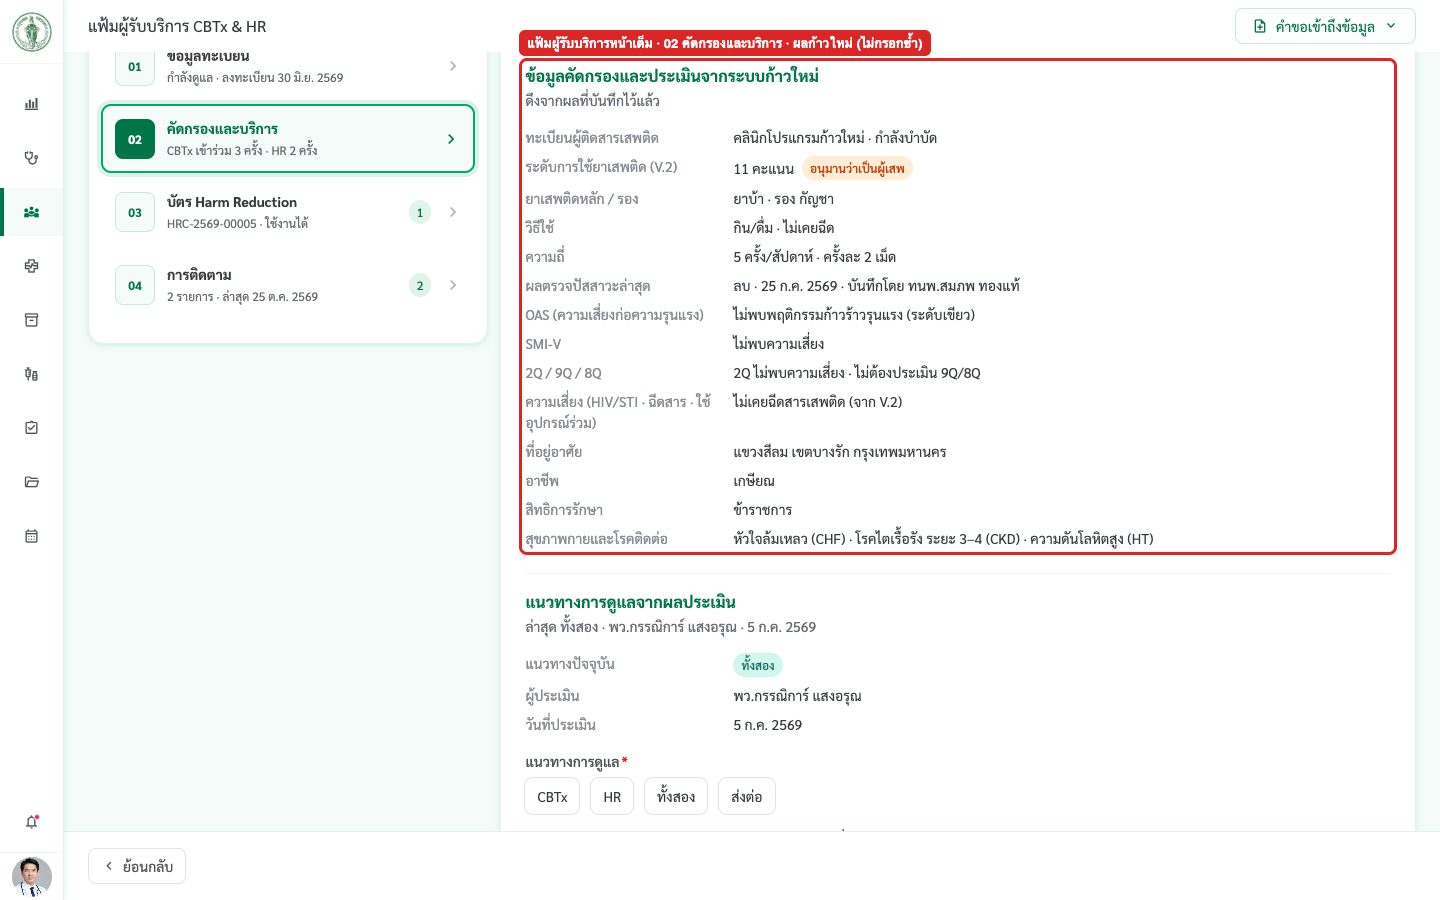 แฟ้มผู้รับบริการ CBTx & HR
คำขอเข้าถึงข้อมูล
01
ข้อมูลทะเบียน
กำลังดูแล · ลงทะเบียน 30 มิ.ย. 2569
02
คัดกรองและบริการ
CBTx เข้าร่วม 3 ครั้ง · HR 2 ครั้ง
03
บัตร Harm Reduction
HRC-2569-00005 · ใช้งานได้
1
04
การติดตาม
2 รายการ · ล่าสุด 25 ต.ค. 2569
2
แฟ้มผู้รับบริการหน้าเต็ม · 02 คัดกรองและบริการ · ผลก้าวใหม่ (ไม่กรอกซ้ำ)
ข้อมูลคัดกรองและประเมินจากระบบก้าวใหม่
ดึงจากผลที่บันทึกไว้แล้ว
ทะเบียนผู้ติดสารเสพติด คลินิกโปรแกรมก้าวใหม่ · กำลังบำบัด
ระดับการใช้ยาเสพติด (V.2) 11 คะแนน อนุมานว่าเป็นผู้เสพ
ยาเสพติดหลัก / รอง ยาบ้า · รอง กัญชา
วิธีใช้ กิน/ดื่ม · ไม่เคยฉีด
ความถี่ 5 ครั้ง/สัปดาห์ · ครั้งละ 2 เม็ด
ผลตรวจปัสสาวะล่าสุด ลบ · 25 ก.ค. 2569 · บันทึกโดย ทนพ.สมภพ ทองแท้
OAS (ความเสี่ยงก่อความรุนแรง) ไม่พบพฤติกรรมก้าวร้าวรุนแรง (ระดับเขียว)
SMI-V ไม่พบความเสี่ยง
2Q / 9Q / 8Q 2Q ไม่พบความเสี่ยง · ไม่ต้องประเมิน 9Q/8Q
ความเสี่ยง (HIV/STI · ฉีดสาร · ใช้ ไม่เคยฉีดสารเสพติด (จาก V.2)
อุปกรณ์ร่วม)
ที่อยู่อาศัย แขวงสีลม เขตบางรัก กรุงเทพมหานคร
อาชีพ เกษียณ
สิทธิการรักษา ข้าราชการ
สุขภาพกายและโรคติดต่อ หัวใจล้มเหลว (CHF) · โรคไตเรื้อรัง ระยะ 3–4 (CKD) · ความดันโลหิตสูง (HT)
แนวทางการดูแลจากผลประเมิน
ล่าสุด ทั้งสอง · พว.กรรณิการ์ แสงอรุณ · 5 ก.ค. 2569
แนวทางปัจจุบัน ทั้งสอง
ผู้ประเมิน พว.กรรณิการ์ แสงอรุณ
วันที่ประเมิน 5 ก.ค. 2569
แนวทางการดูแล *
CBTx HR ทั้งสอง ส่งต่อ
ย้อนกลับ